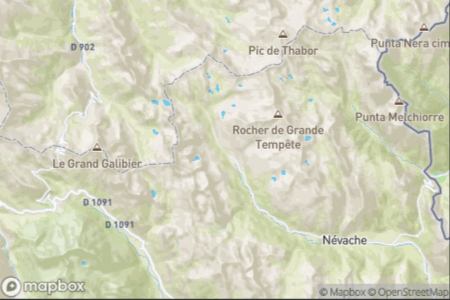 D 902
Pic de Thabor
Punta Nera cim
Punta Melchiorre
Rocher de Grande
Tempête
Le Grand Galibier
D 1091
D 1091
Névache
mapbox
© Mapbox © OpenStreetMap